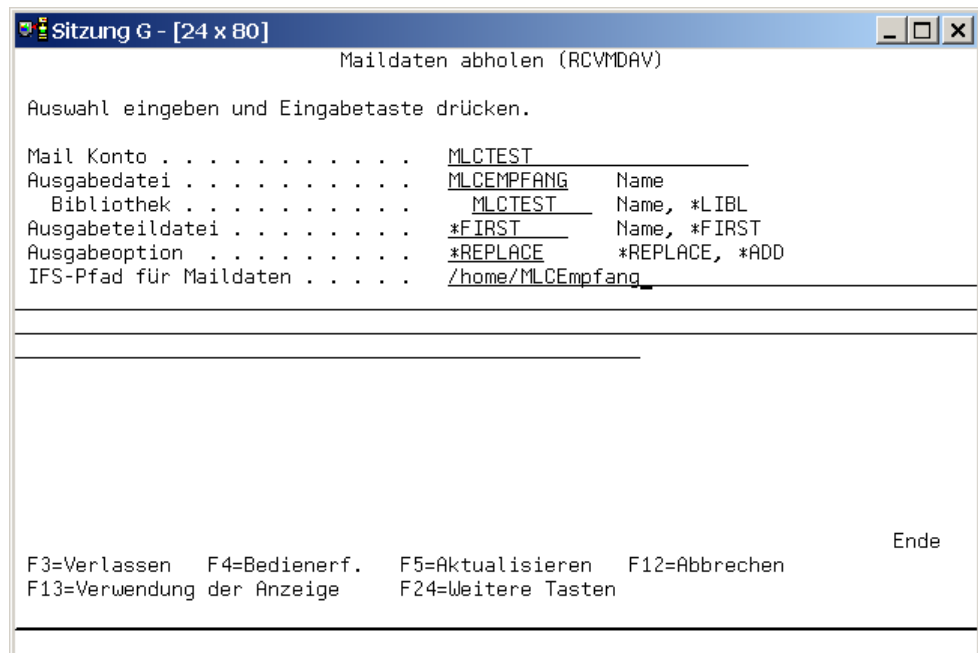 Sitzung G - [24 x 80]
Maildaten abholen (RCVMDAV)
Auswahl eingeben und Eingabetaste drücken.
Mail Konto . . . . . . . . . . . MLCTEST
Ausgabedatei . . . . . . . . . . MLCEMPFANG Name
Bibliothek . . . . . . . . . . MLCTEST Name, *LIBL
Ausgabeteildatei . . . . . . . . *FIRST Name, *FIRST
Ausgabeoption . . . . . . . . . *REPLACE *REPLACE, *ADD
IFS-Pfad für Maildaten . . . . . /home/MLCEmpfang_
Ende
F3=Verlassen F4=Bedienerf. F5=Aktualisieren F12=Abbrechen
F13=Verwendung der Anzeige F24=Weitere Tasten